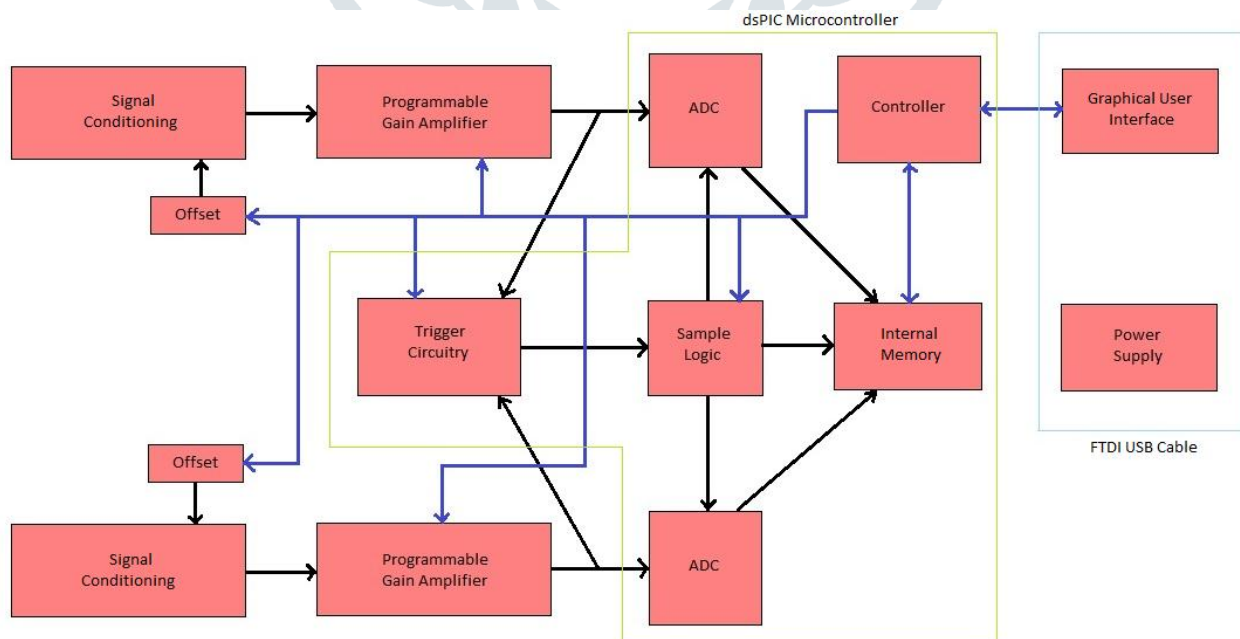 dsPIC Microcontroller
Signal
Conditioning
Programmable
Gain Amplifier
ADC
Controller
Graphical User
Interface
Offset
Trigger
Circuitry
Sample
Logic
Internal
Memory
Power
Supply
FTDI USB Cable
Offset
Signal
Conditioning
Programmable
Gain Amplifier
ADC